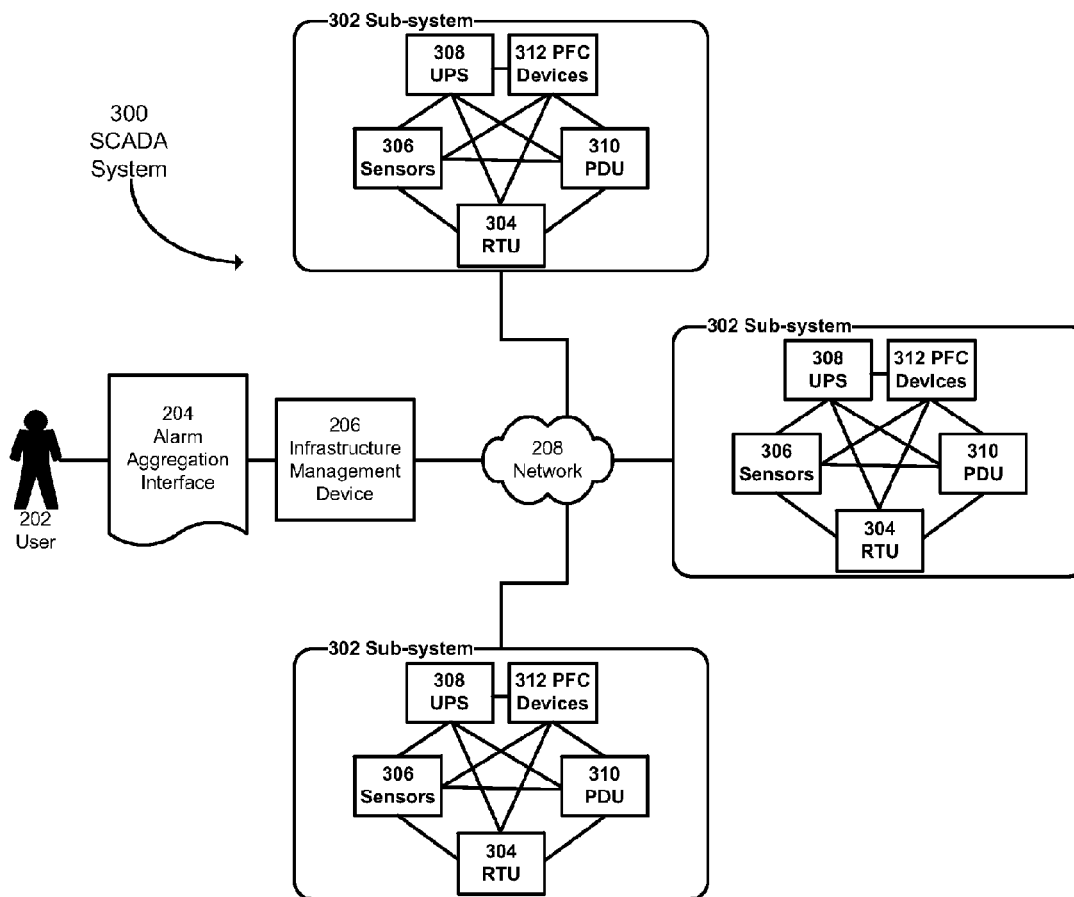 302 Sub-system
308
UPS
312 PFC
Devices
306
Sensors
310
PDU
304
RTU
300
SCADA
System
302 Sub-system
308
UPS
312 PFC
Devices
306
Sensors
310
PDU
304
RTU
202
User
204
Alarm
Aggregation
Interface
206
Infrastructure
Management
Device
208
Network
302 Sub-system
308
UPS
312 PFC
Devices
306
Sensors
310
PDU
304
RTU